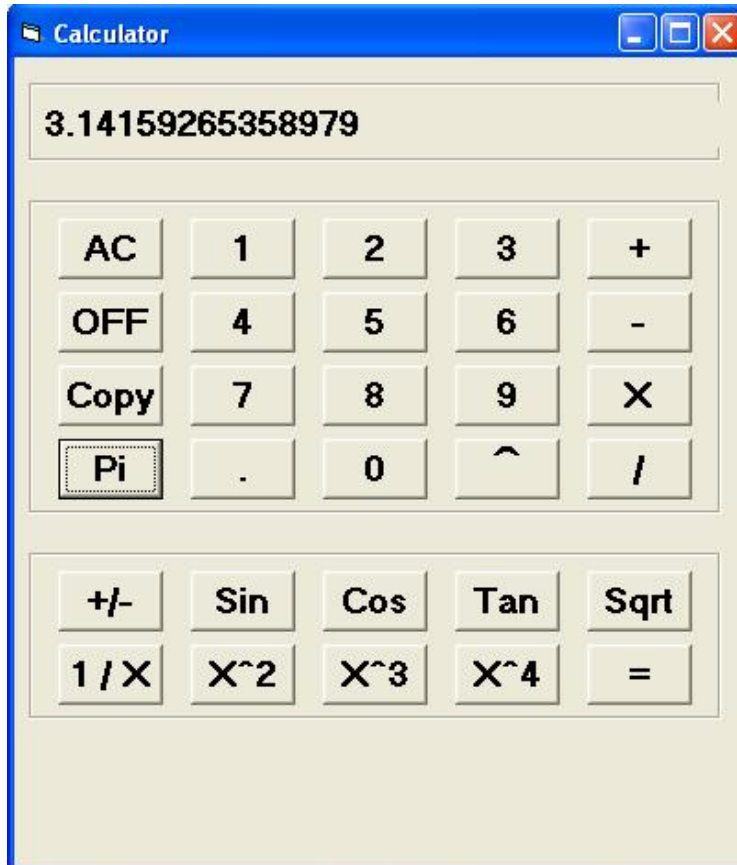 Calculator
3.14159265358979
AC 1 2 3 +
OFF 4 5 6 -
Copy 7 8 9 X
Pi . 0 ^ /
+/- Sin Cos Tan Sqrt
1 / X X^2 X^3 X^4 =